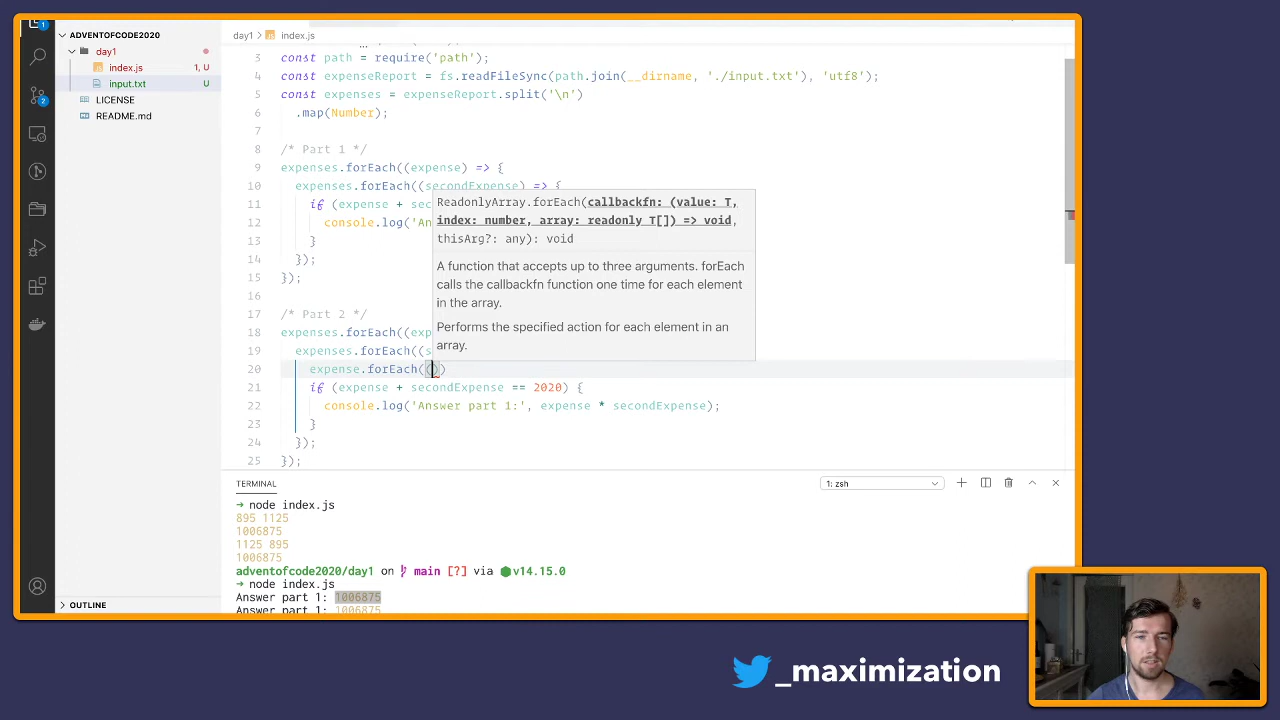 1
ADVENTOFCODE2020
day1
index.js
1, U
input.txt
U
2
LICENSE
README.md
OUTLINE
day1 > index.js
3 const path = require('path');
4 const expenseReport = fs.readFileSync(path.join(__dirname, './input.txt'), 'utf8');
5 const expenses = expenseReport.split('\n')
6 .map(Number);
7
8 /* Part 1 */
9 expenses.forEach((expense) => {
10 expenses.forEach((secondExpense) => {
11 if (expense + sec
12 console.log('An
13 }
14 });
15 });
16
17 /* Part 2 */
18 expenses.forEach((exp
19 expenses.forEach((s
20 expense.forEach(())
21 if (expense + secondExpense == 2020) {
22 console.log('Answer part 1:', expense * secondExpense);
23 }
24 });
25 });
ReadonlyArray.forEach(callbackfn: (value: T,
index: number, array: readonly T[]) => void,
thisArg?: any): void
A function that accepts up to three arguments. forEach
calls the callbackfn function one time for each element
in the array.
Performs the specified action for each element in an
array.
TERMINAL
1: zsh
➜ node index.js
895 1125
1006875
1125 895
1006875
adventofcode2020/day1 on main [?] via v14.15.0
➜ node index.js
Answer part 1: 1006875
Answer part 1: 1006875
_maximization